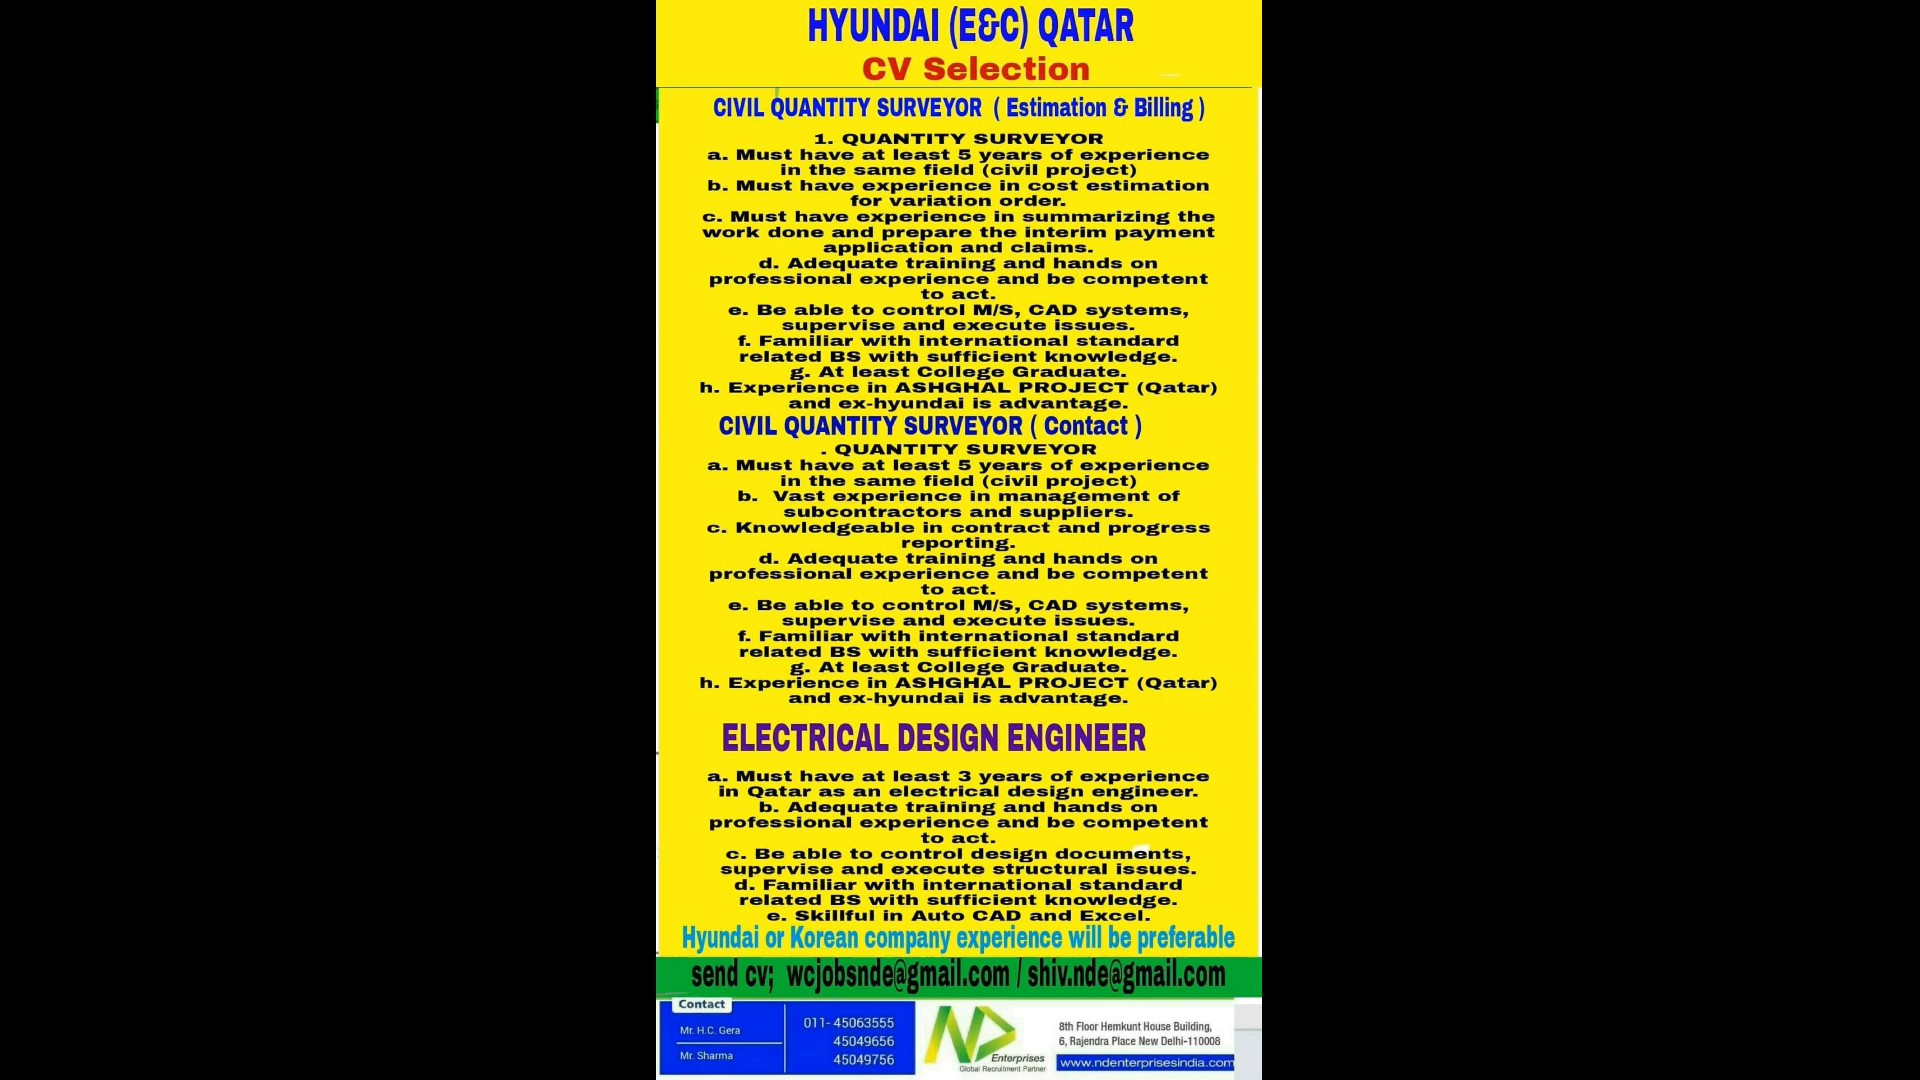 HYUNDAI (E&C) QATAR
CV Selection
CIVIL QUANTITY SURVEYOR ( Estimation & Billing )
1. QUANTITY SURVEYOR
a. Must have at least 5 years of experience
in the same field (civil project)
b. Must have experience in cost estimation
for variation order.
c. Must have experience in summarizing the
work done and prepare the interim payment
application and claims.
d. Adequate training and hands on
professional experience and be competent
to act.
e. Be able to control M/S, CAD systems,
supervise and execute issues.
f. Familiar with international standard
related BS with sufficient knowledge.
g. At least College Graduate.
h. Experience in ASHGHAL PROJECT (Qatar)
and ex-hyundai is advantage.
CIVIL QUANTITY SURVEYOR ( Contact )
. QUANTITY SURVEYOR
a. Must have at least 5 years of experience
in the same field (civil project)
b. Vast experience in management of
subcontractors and suppliers.
c. Knowledgeable in contract and progress
reporting.
d. Adequate training and hands on
professional experience and be competent
to act.
e. Be able to control M/S, CAD systems,
supervise and execute issues.
f. Familiar with international standard
related BS with sufficient knowledge.
g. At least College Graduate.
h. Experience in ASHGHAL PROJECT (Qatar)
and ex-hyundai is advantage.
ELECTRICAL DESIGN ENGINEER
a. Must have at least 3 years of experience
in Qatar as an electrical design engineer.
b. Adequate training and hands on
professional experience and be competent
to act.
c. Be able to control design documents,
supervise and execute structural issues.
d. Familiar with international standard
related BS with sufficient knowledge.
e. Skillful in Auto CAD and Excel.
Hyundai or Korean company experience will be preferable
send cv; wcjobsnde@gmail.com / shiv.nde@gmail.com
Contact
Mr. H.C. Gera
Mr. Sharma
011- 45063555
45049656
45049756
ND
Enterprises
Global Recruitment Partner
8th Floor Hemkunt House Building,
6, Rajendra Place New Delhi-110008
www.ndenterprisesindia.com